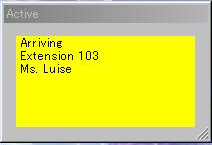 Active
Arriving
Extension 103
Ms. Luise